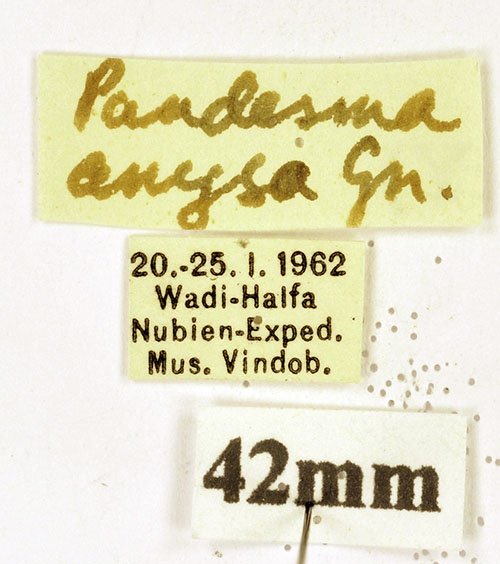 Pandesma
anysa Gn.
20.-25. I. 1962
Wadi-Halfa
Nubien-Exped.
Mus. Vindob.
42mm